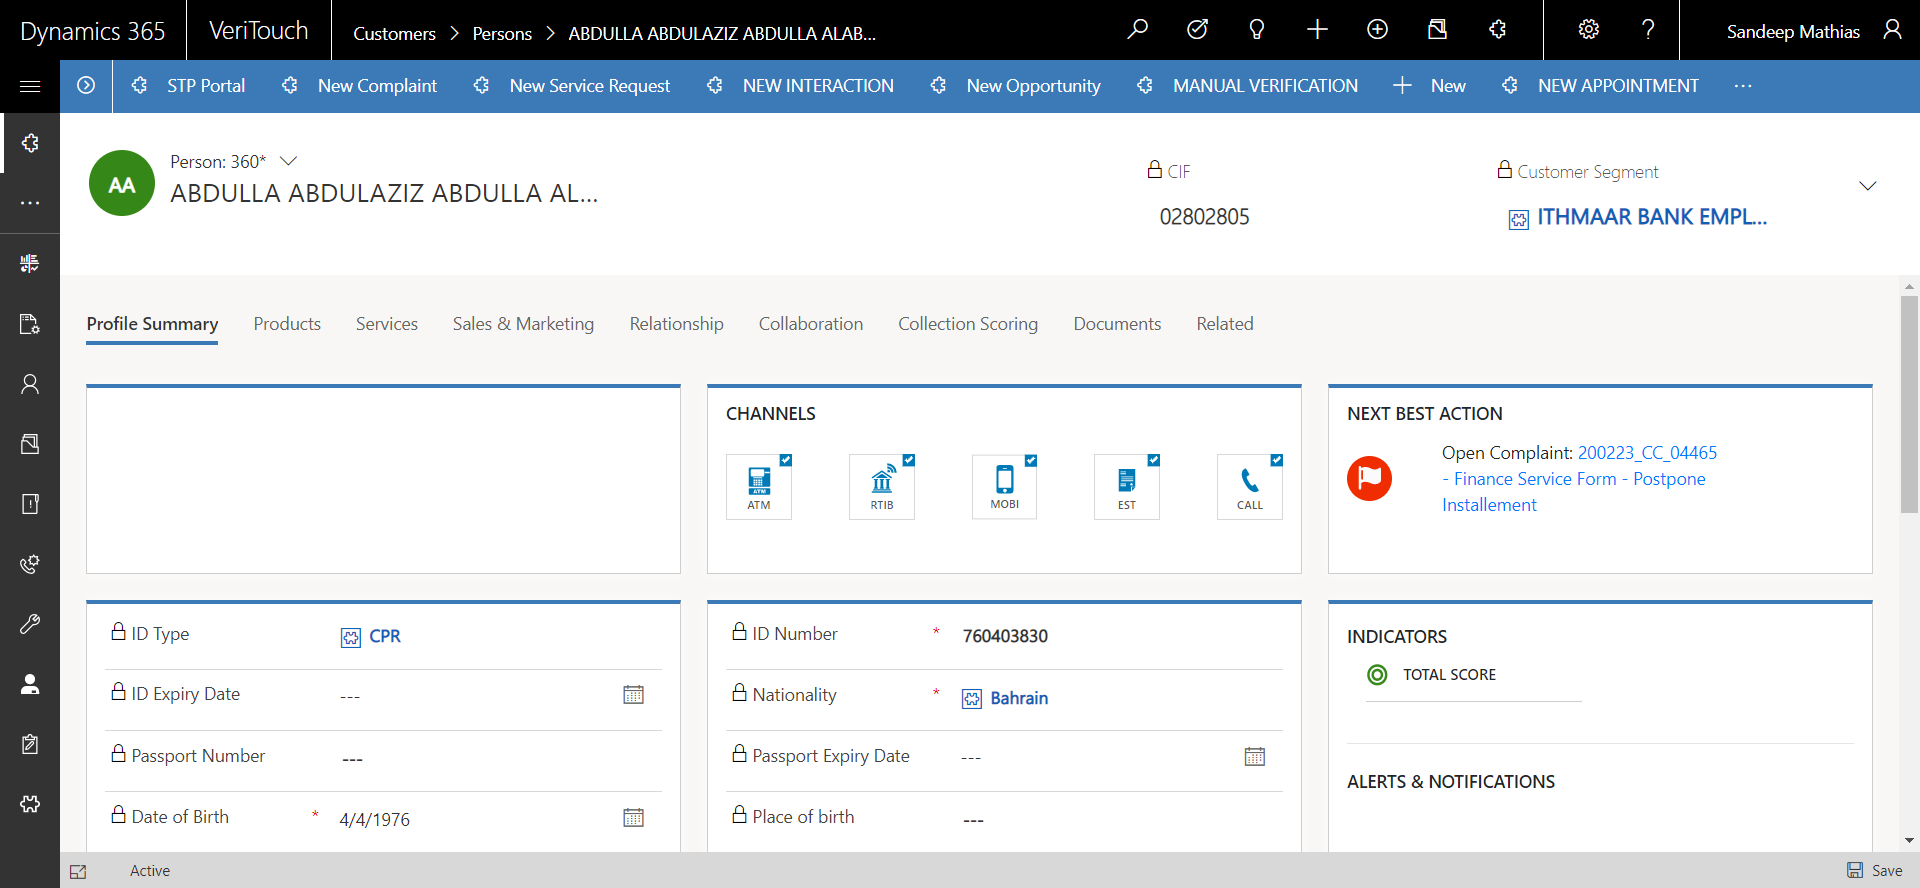 Dynamics 365
VeriTouch
Customers > Persons > ABDULLA ABDULAZIZ ABDULLA ALAB...
Sandeep Mathias
STP Portal
New Complaint
New Service Request
NEW INTERACTION
New Opportunity
MANUAL VERIFICATION
New
NEW APPOINTMENT
...
AA
Person: 360*
ABDULLA ABDULAZIZ ABDULLA AL...
CIF
02802805
Customer Segment
ITHMAAR BANK EMPL...
Profile Summary
Products
Services
Sales & Marketing
Relationship
Collaboration
Collection Scoring
Documents
Related
CHANNELS
ATM
ATM
RTIB
MOBI
EST
CALL
NEXT BEST ACTION
Open Complaint: 200223_CC_04465
- Finance Service Form - Postpone
Installement
ID Type
CPR
ID Expiry Date
---
Passport Number
---
Date of Birth
*
4/4/1976
ID Number
*
760403830
Nationality
*
Bahrain
Passport Expiry Date
---
Place of birth
---
INDICATORS
TOTAL SCORE
ALERTS & NOTIFICATIONS
Active
Save